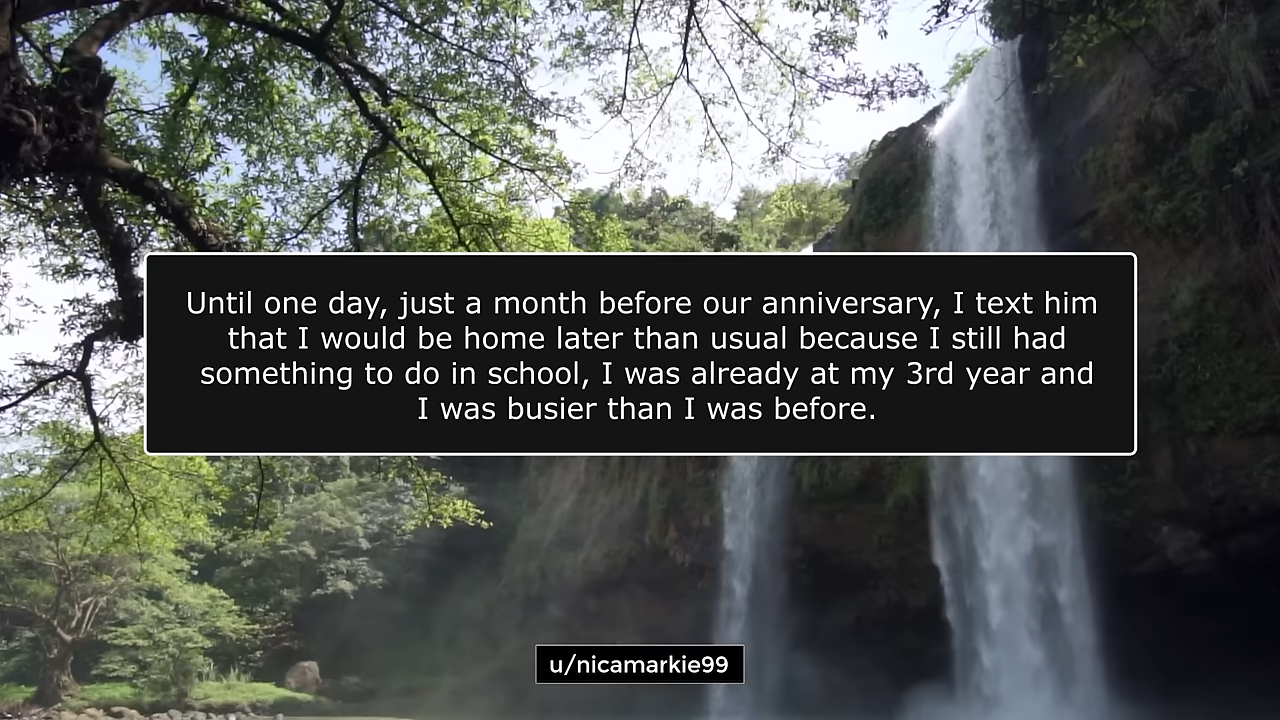 Until one day, just a month before our anniversary, I text him
that I would be home later than usual because I still had
something to do in school, I was already at my 3rd year and
I was busier than I was before.
u/nicamarkie99